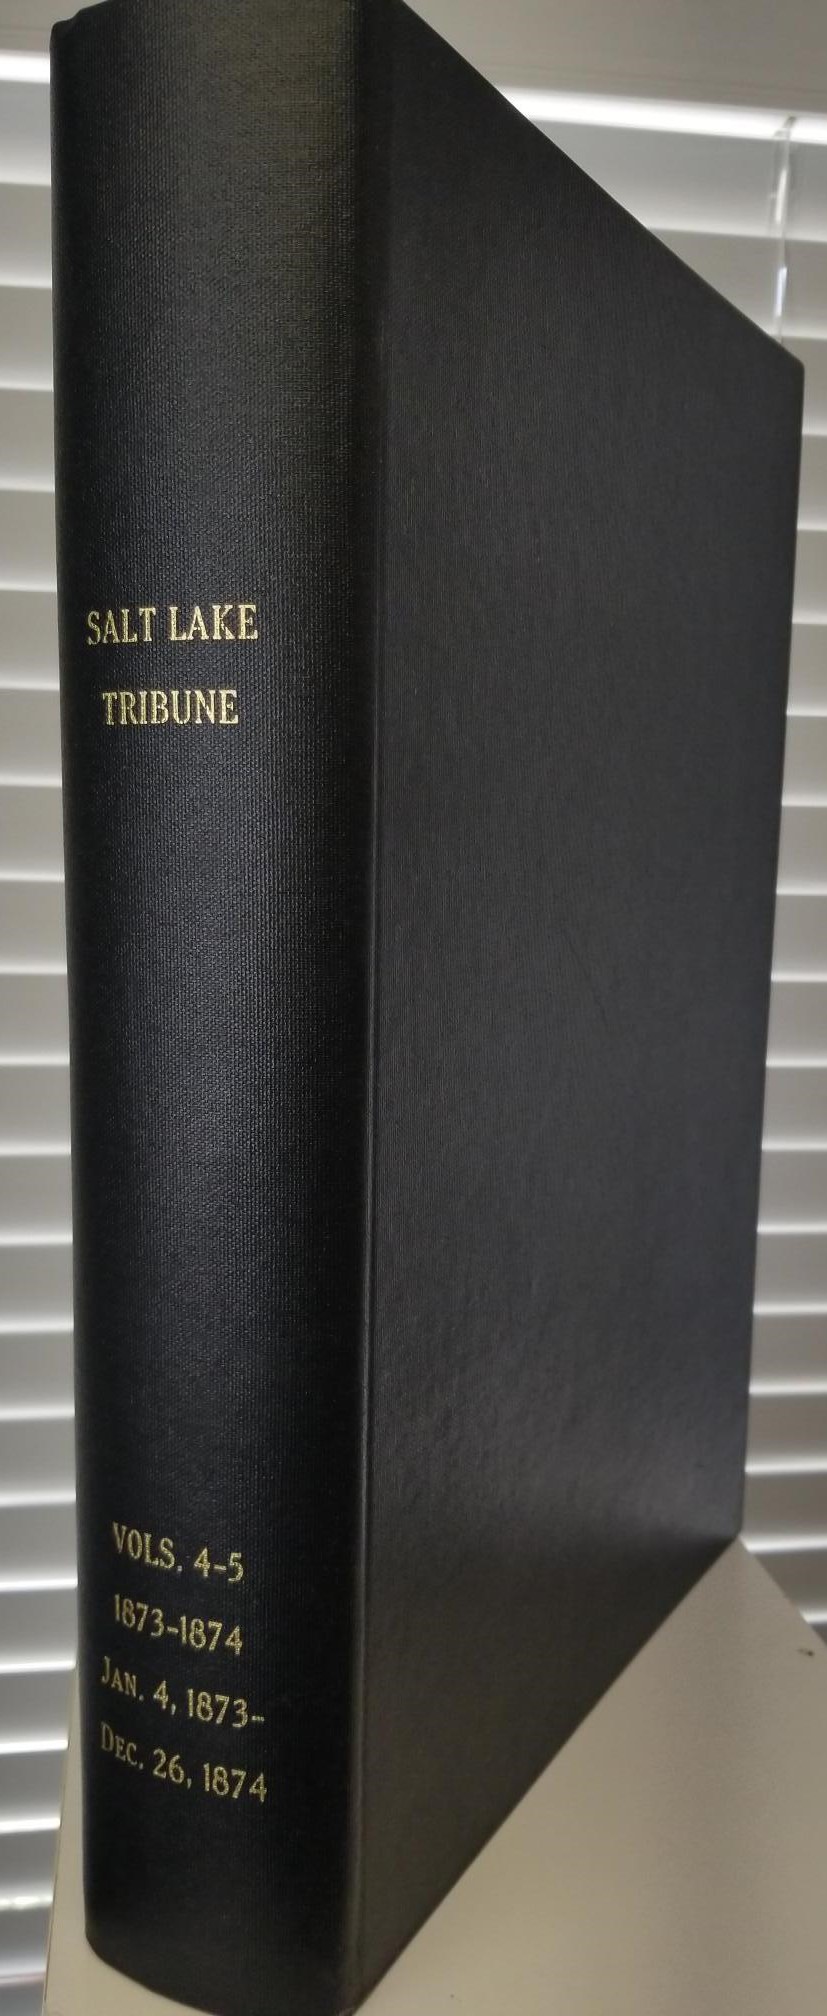 SALT LAKE
TRIBUNE
VOLS. 4-5
1873-1874
JAN. 4, 1873-
DEC. 26, 1874